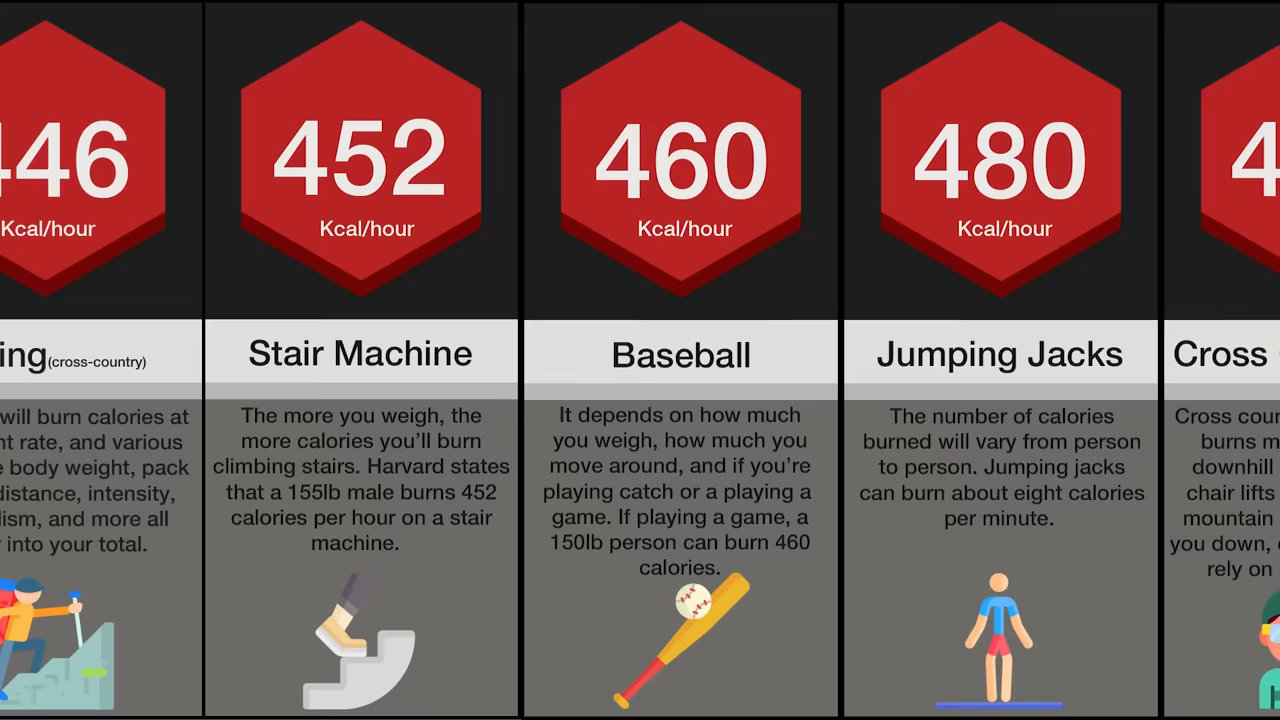 446
Kcal/hour
ing(cross-country)
will burn calories at
rate, and various
body weight, pack
distance, intensity,
and more all
into your total.
452
Kcal/hour
Stair Machine
The more you weigh, the
more calories you'll burn
climbing stairs. Harvard states
that a 155lb male burns 452
calories per hour on a stair
machine.
460
Kcal/hour
Baseball
It depends on how much
you weigh, how much you
move around, and if you're
playing catch or a playing a
game. If playing a game, a
150lb person can burn 460
calories.
480
Kcal/hour
Jumping Jacks
The number of calories
burned will vary from person
to person. Jumping jacks
can burn about eight calories
per minute.
4
Kcal/hour
Cross
Cross
burns
downhill
chair lifts
mountain
you down,
rely on